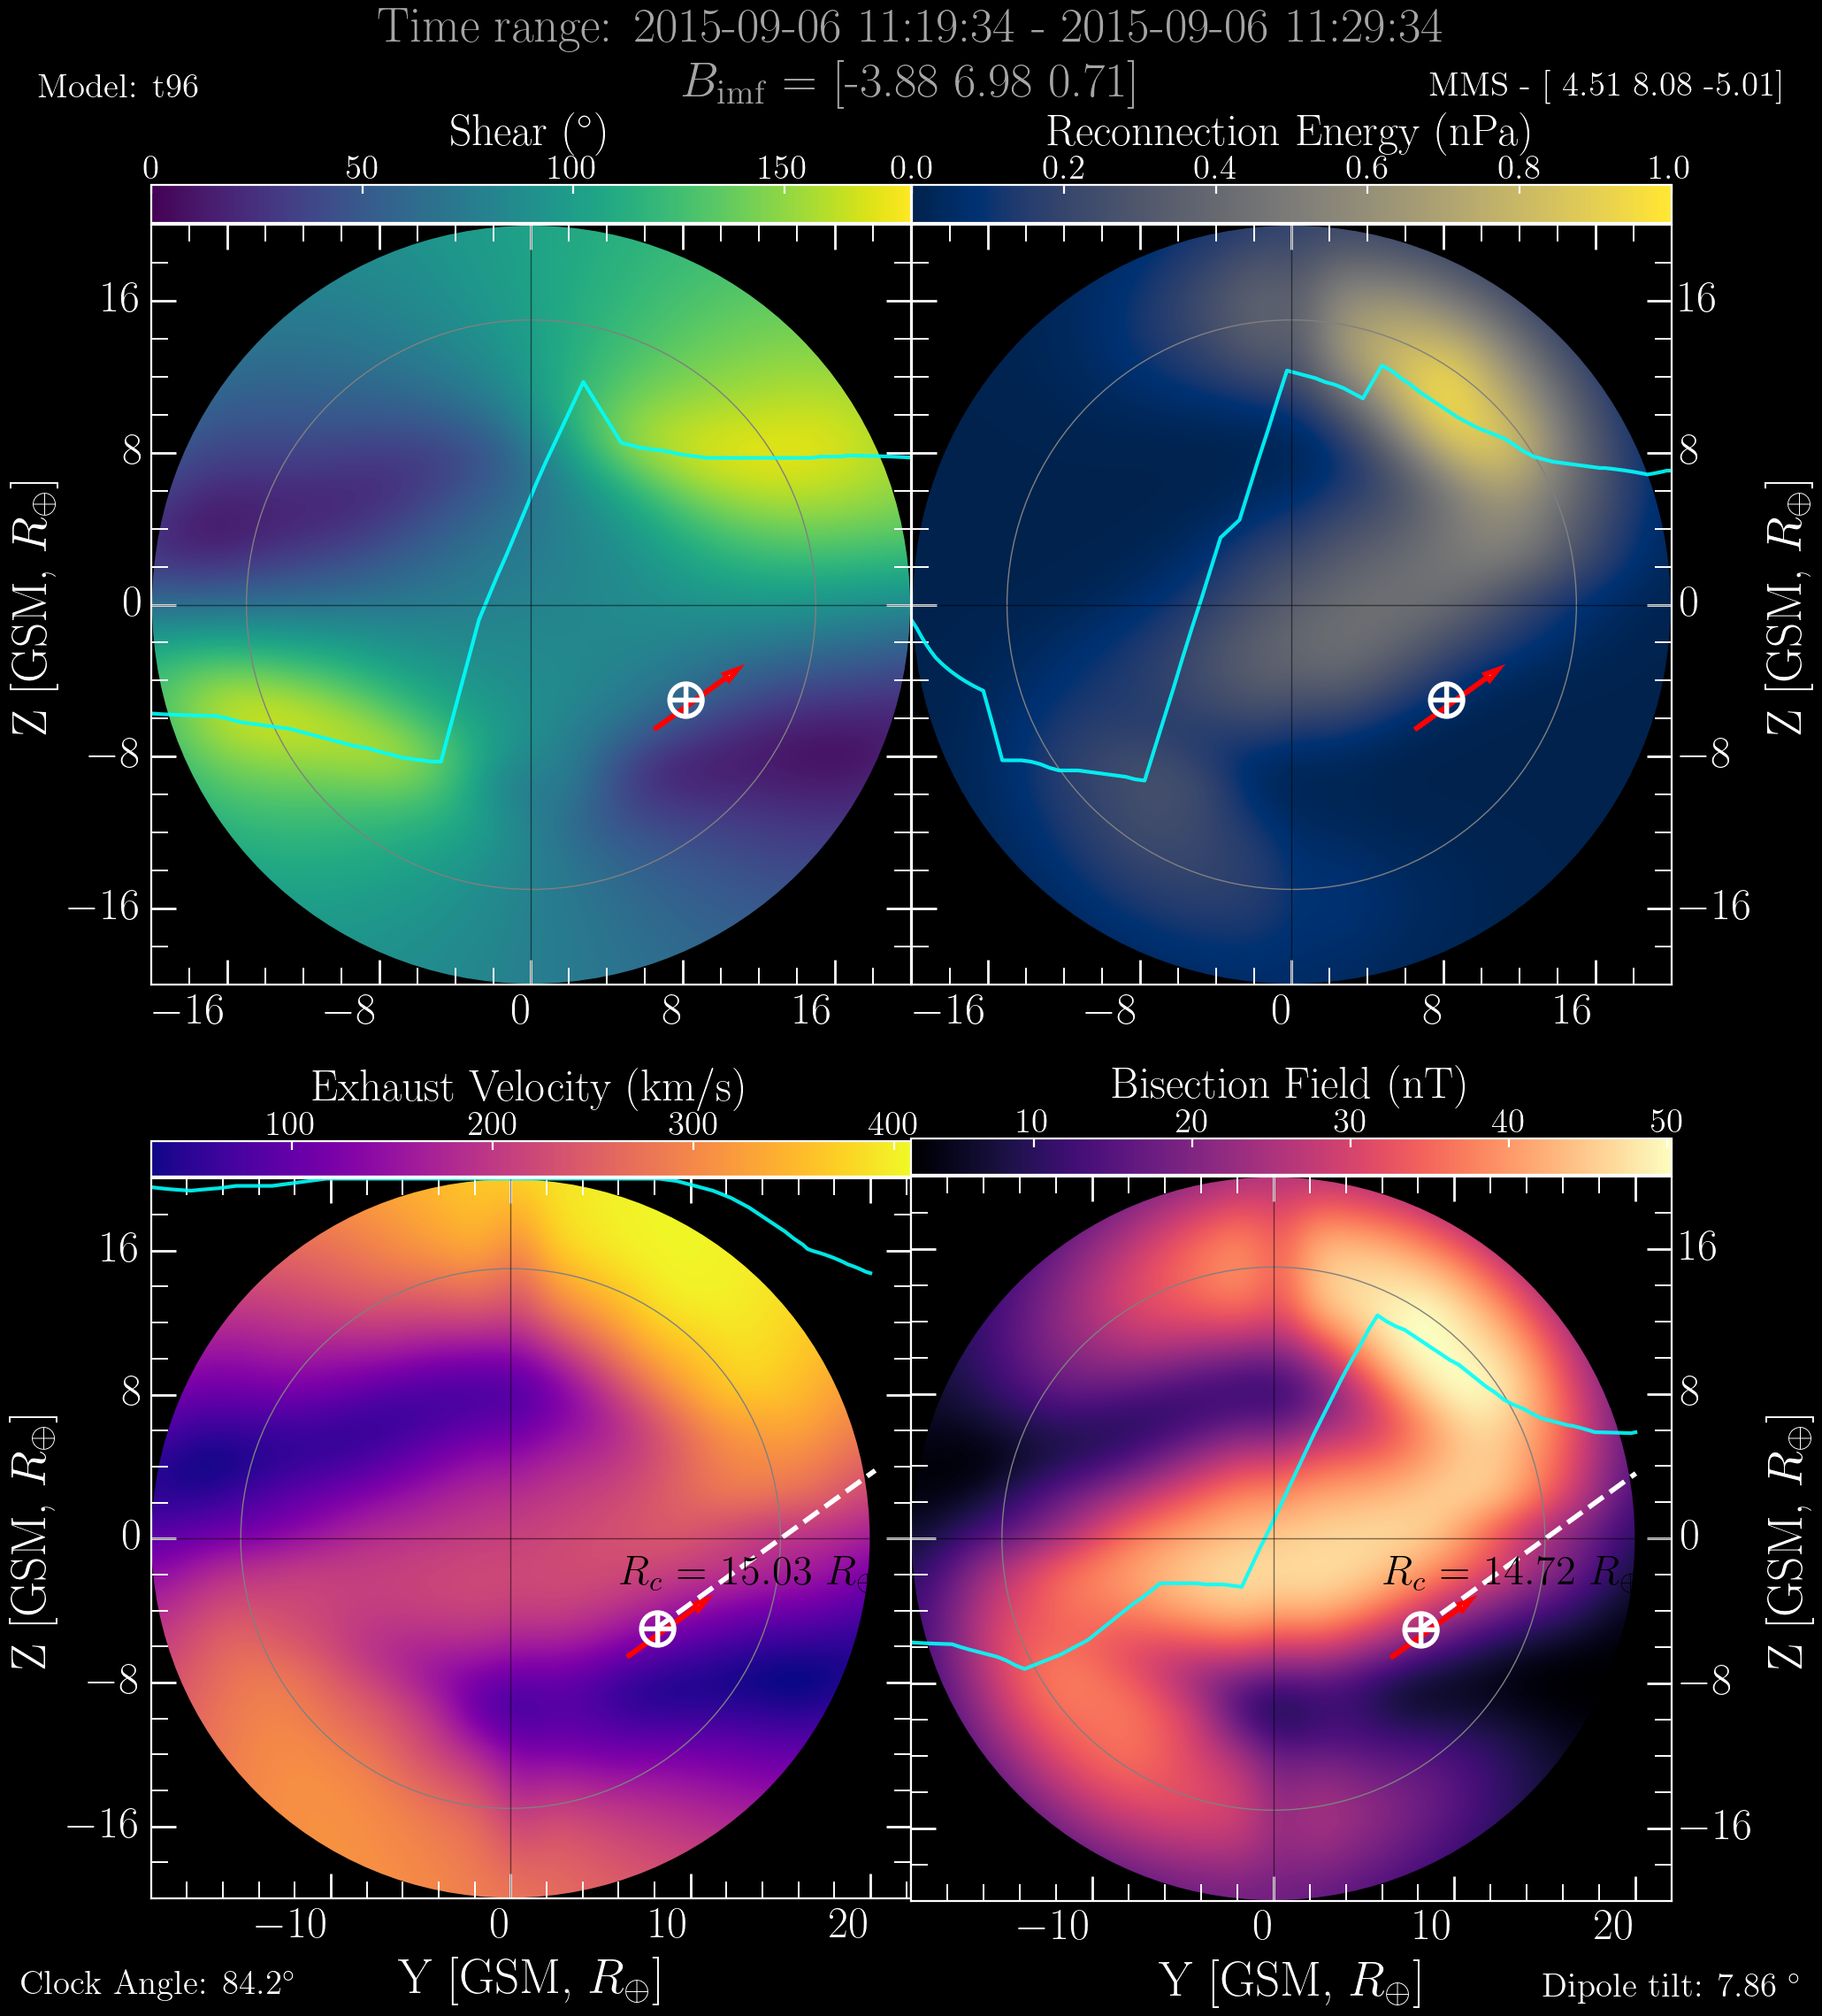 Time range: 2015-09-06 11:19:34 - 2015-09-06 11:29:34
Model: t96
B_imf = [-3.88 6.98 0.71]
MMS - [ 4.51 8.08 -5.01]
Shear (°)
Reconnection Energy (nPa)
0 50 100 150
0.0 0.2 0.4 0.6 0.8 1.0
16
8
0
−8
−16
Z [GSM, R⊕]
16
8
0
−8
−16
Z [GSM, R⊕]
−16 −8 0 8 16
−16 −8 0 8 16
Exhaust Velocity (km/s)
Bisection Field (nT)
100 200 300 400
10 20 30 40 50
16
8
0
−8
−16
Z [GSM, R⊕]
R_c = 15.03 R⊕
R_c = 14.72 R⊕
16
8
0
−8
−16
Z [GSM, R⊕]
−10 0 10 20
−10 0 10 20
Clock Angle: 84.2°
Y [GSM, R⊕]
Y [GSM, R⊕]
Dipole tilt: 7.86 °